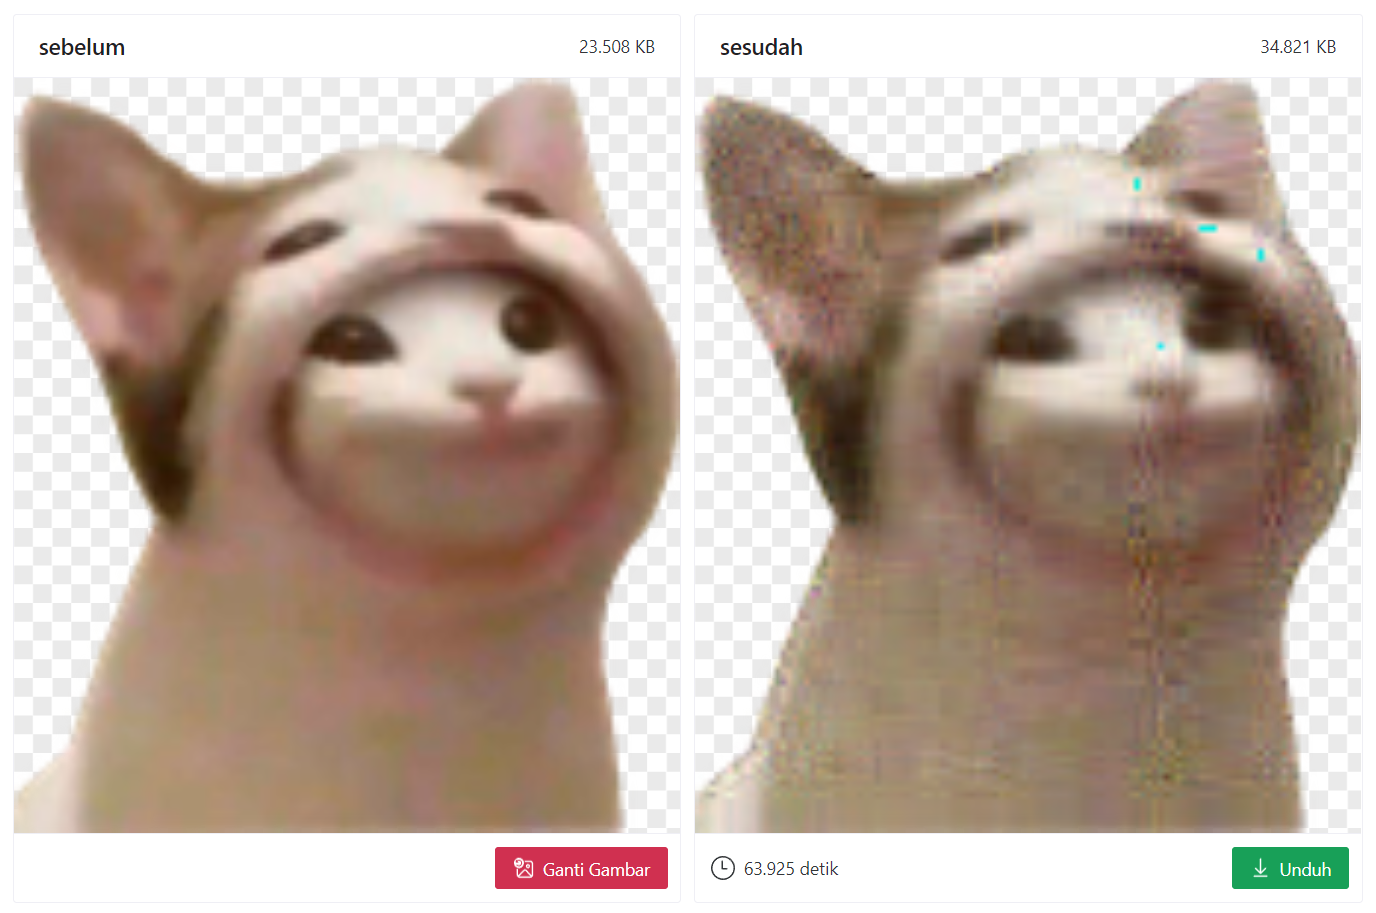 sebelum
23.508 KB
sesudah
34.821 KB
Ganti Gambar
63.925 detik
Unduh